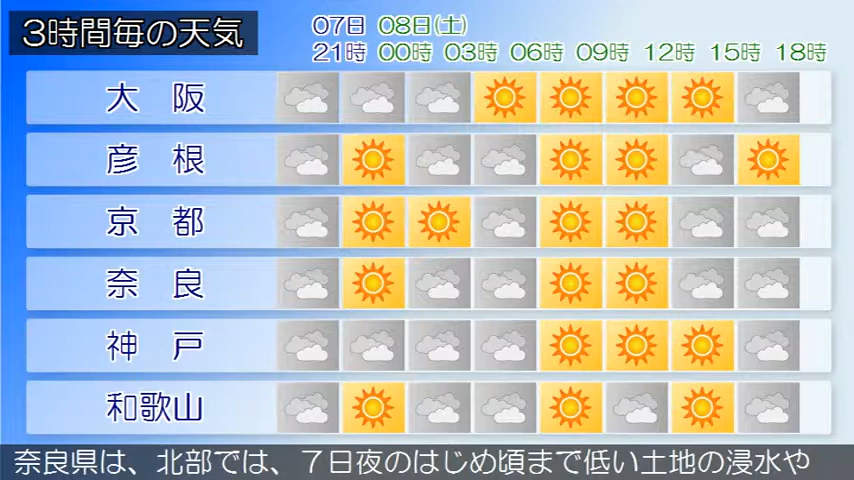 3時間毎の天気
07日 08日(土)
21時 00時 03時 06時 09時 12時 15時 18時
大 阪
彦 根
京 都
奈 良
神 戸
和歌山
奈良県は、北部では、７日夜のはじめ頃まで低い土地の浸水や